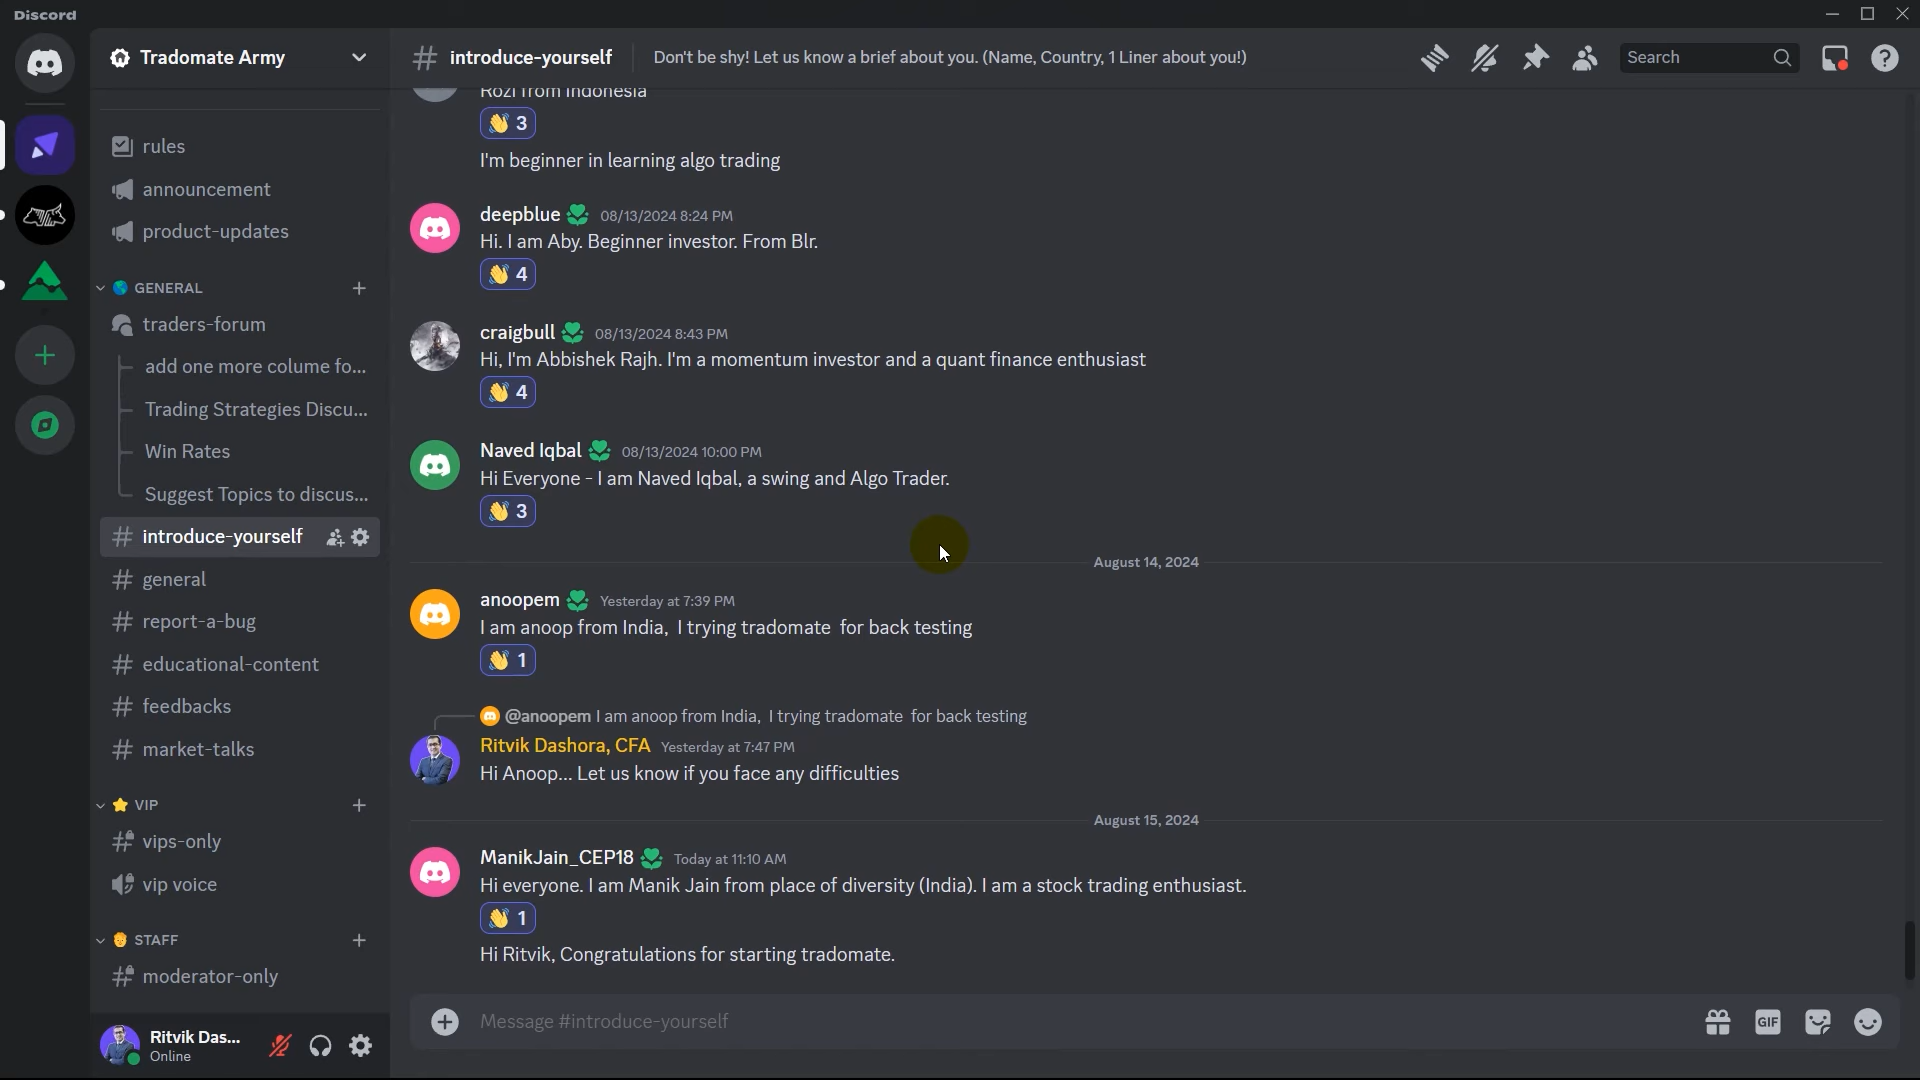 Discord
Tradomate Army
rules
announcement
product-updates
GENERAL
traders-forum
add one more colume fo...
Trading Strategies Discu...
Win Rates
Suggest Topics to discus...
introduce-yourself
general
report-a-bug
educational-content
feedbacks
market-talks
VIP
vips-only
vip voice
STAFF
moderator-only
Ritvik Das...
Online
introduce-yourself
Don't be shy! Let us know a brief about you. (Name, Country, 1 Liner about you!)
Search
Rozi from Indonesia
3
I'm beginner in learning algo trading
deepblue 08/13/2024 8:24 PM
Hi. I am Aby. Beginner investor. From Blr.
4
craigbull 08/13/2024 8:43 PM
Hi, I'm Abbishek Rajh. I'm a momentum investor and a quant finance enthusiast
4
Naved Iqbal 08/13/2024 10:00 PM
Hi Everyone - I am Naved Iqbal, a swing and Algo Trader.
3
August 14, 2024
anoopem Yesterday at 7:39 PM
I am anoop from India, I trying tradomate for back testing
1
@anoopem I am anoop from India, I trying tradomate for back testing
Ritvik Dashora, CFA Yesterday at 7:47 PM
Hi Anoop... Let us know if you face any difficulties
August 15, 2024
ManikJain_CEP18 Today at 11:10 AM
Hi everyone. I am Manik Jain from place of diversity (India). I am a stock trading enthusiast.
1
Hi Ritvik, Congratulations for starting tradomate.
Message #introduce-yourself
GIF